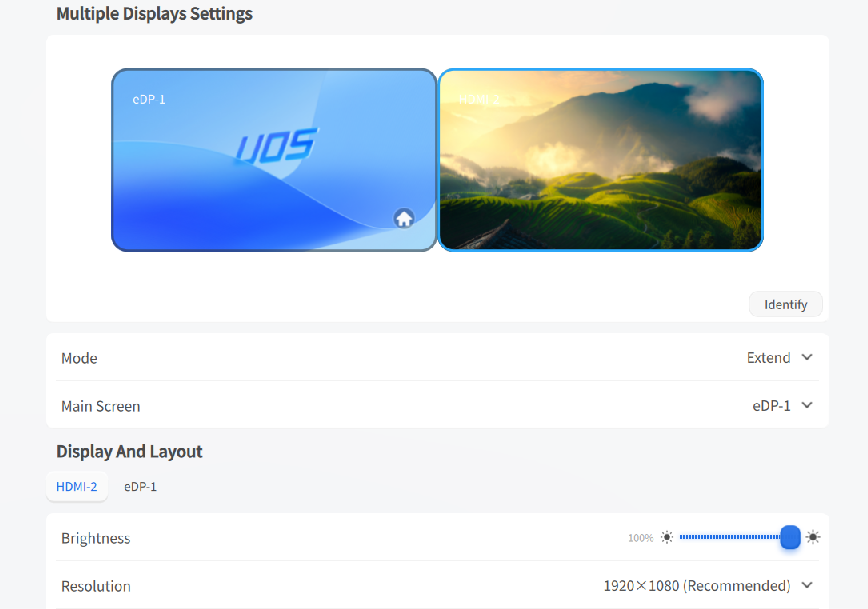 Multiple Displays Settings
eDP-1
HDMI-2
UOS
Identify
Mode
Extend
Main Screen
eDP-1
Display And Layout
HDMI-2
eDP-1
Brightness
100%
Resolution
1920×1080 (Recommended)